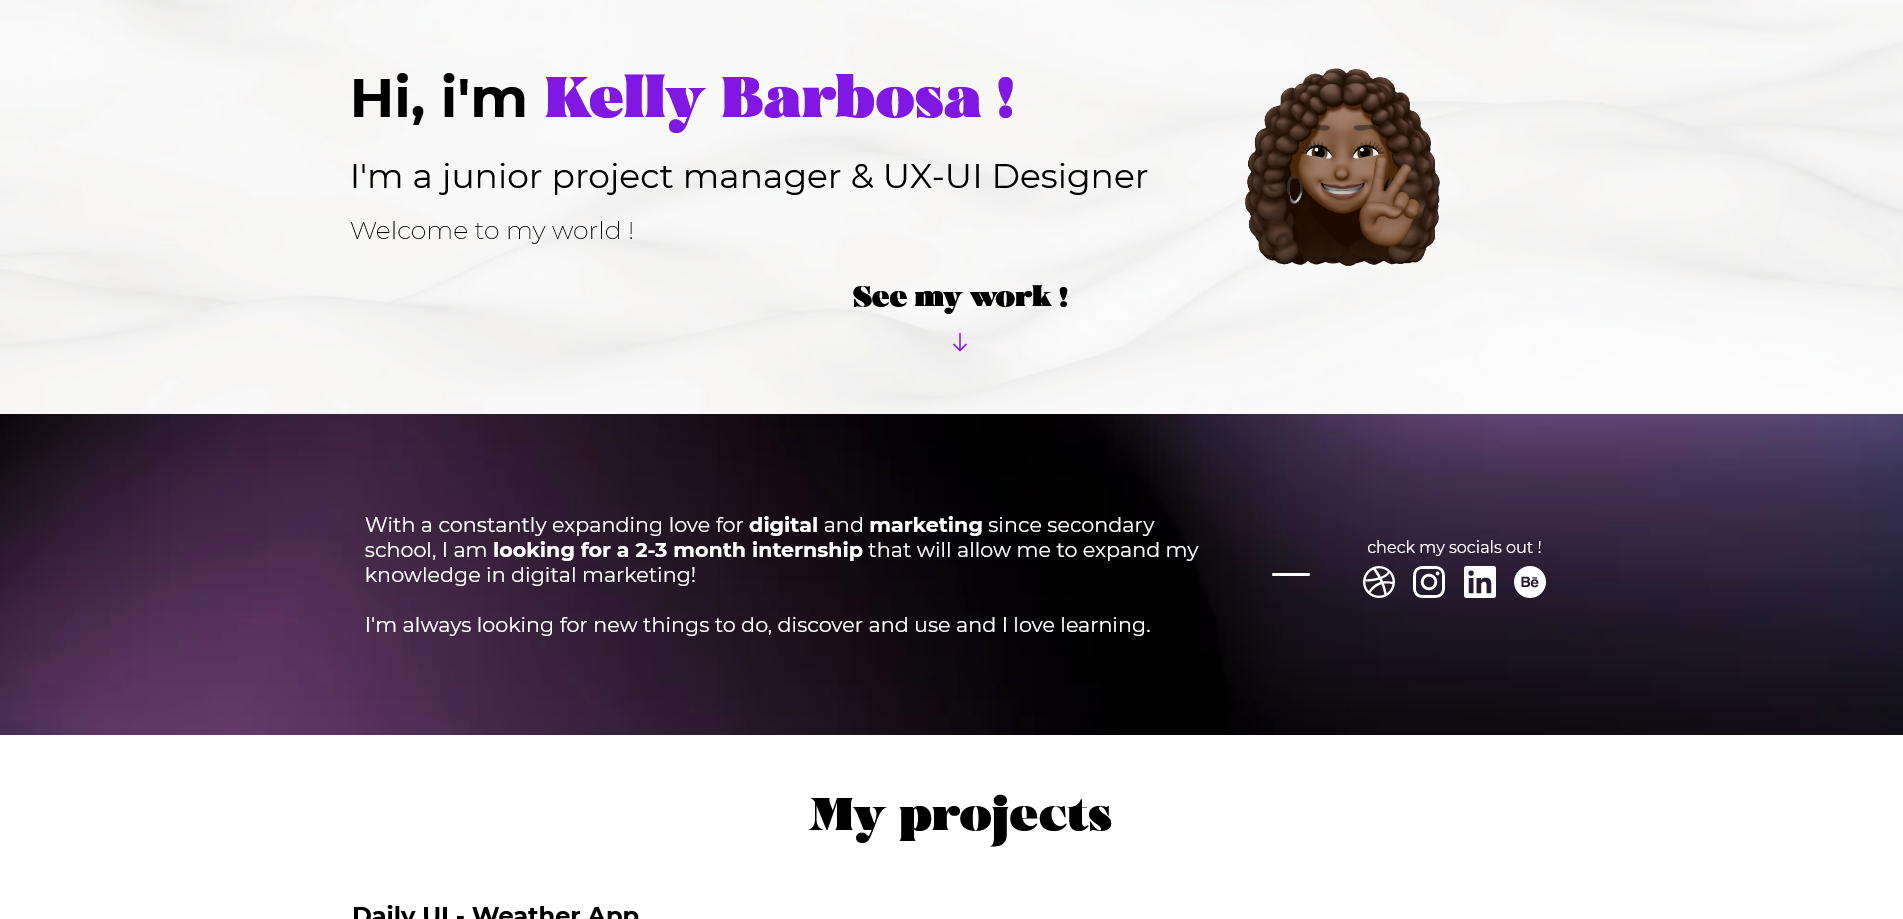 Hi, i'm Kelly Barbosa !
I'm a junior project manager & UX-UI Designer
Welcome to my world !
See my work !
With a constantly expanding love for digital and marketing since secondary
school, I am looking for a 2-3 month internship that will allow me to expand my
knowledge in digital marketing!
I'm always looking for new things to do, discover and use and I love learning.
check my socials out !
in
Bē
My projects
Daily UI - Weather App